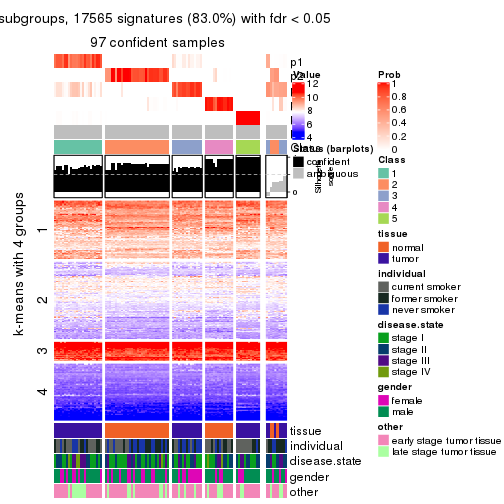 subgroups, 17565 signatures (83.0%) with fdr < 0.05
97 confident samples
p1
Value
12
10
8
6
4
Prob
1
0.8
0.6
0.4
0.2
0
Status (barplots)
confident
ambiguous
0
Class
1
2
3
4
5
k-means with 4 groups
1
2
3
4
tissue
normal
tumor
individual
current smoker
former smoker
never smoker
disease.state
stage I
stage II
stage III
stage IV
gender
female
male
other
early stage tumor tissue
late stage tumor tissue
tissue
individual
disease.state
gender
other